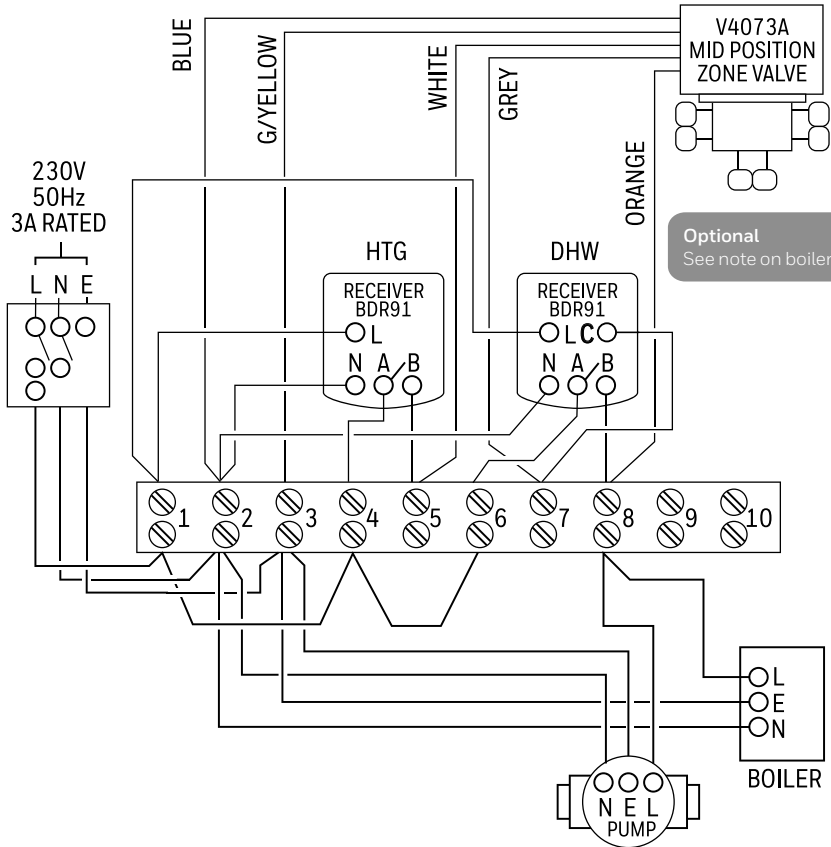 V4073A
MID POSITION
ZONE VALVE
BLUE
G/YELLOW
WHITE
GREY
ORANGE
230V
50Hz
3A RATED
L N E
Optional
See note on boiler
HTG
DHW
RECEIVER
BDR91
L
N A B
RECEIVER
BDR91
L C
N A B
1 2 3 4 5 6 7 8 9 10
L
E
N
BOILER
N E L
PUMP